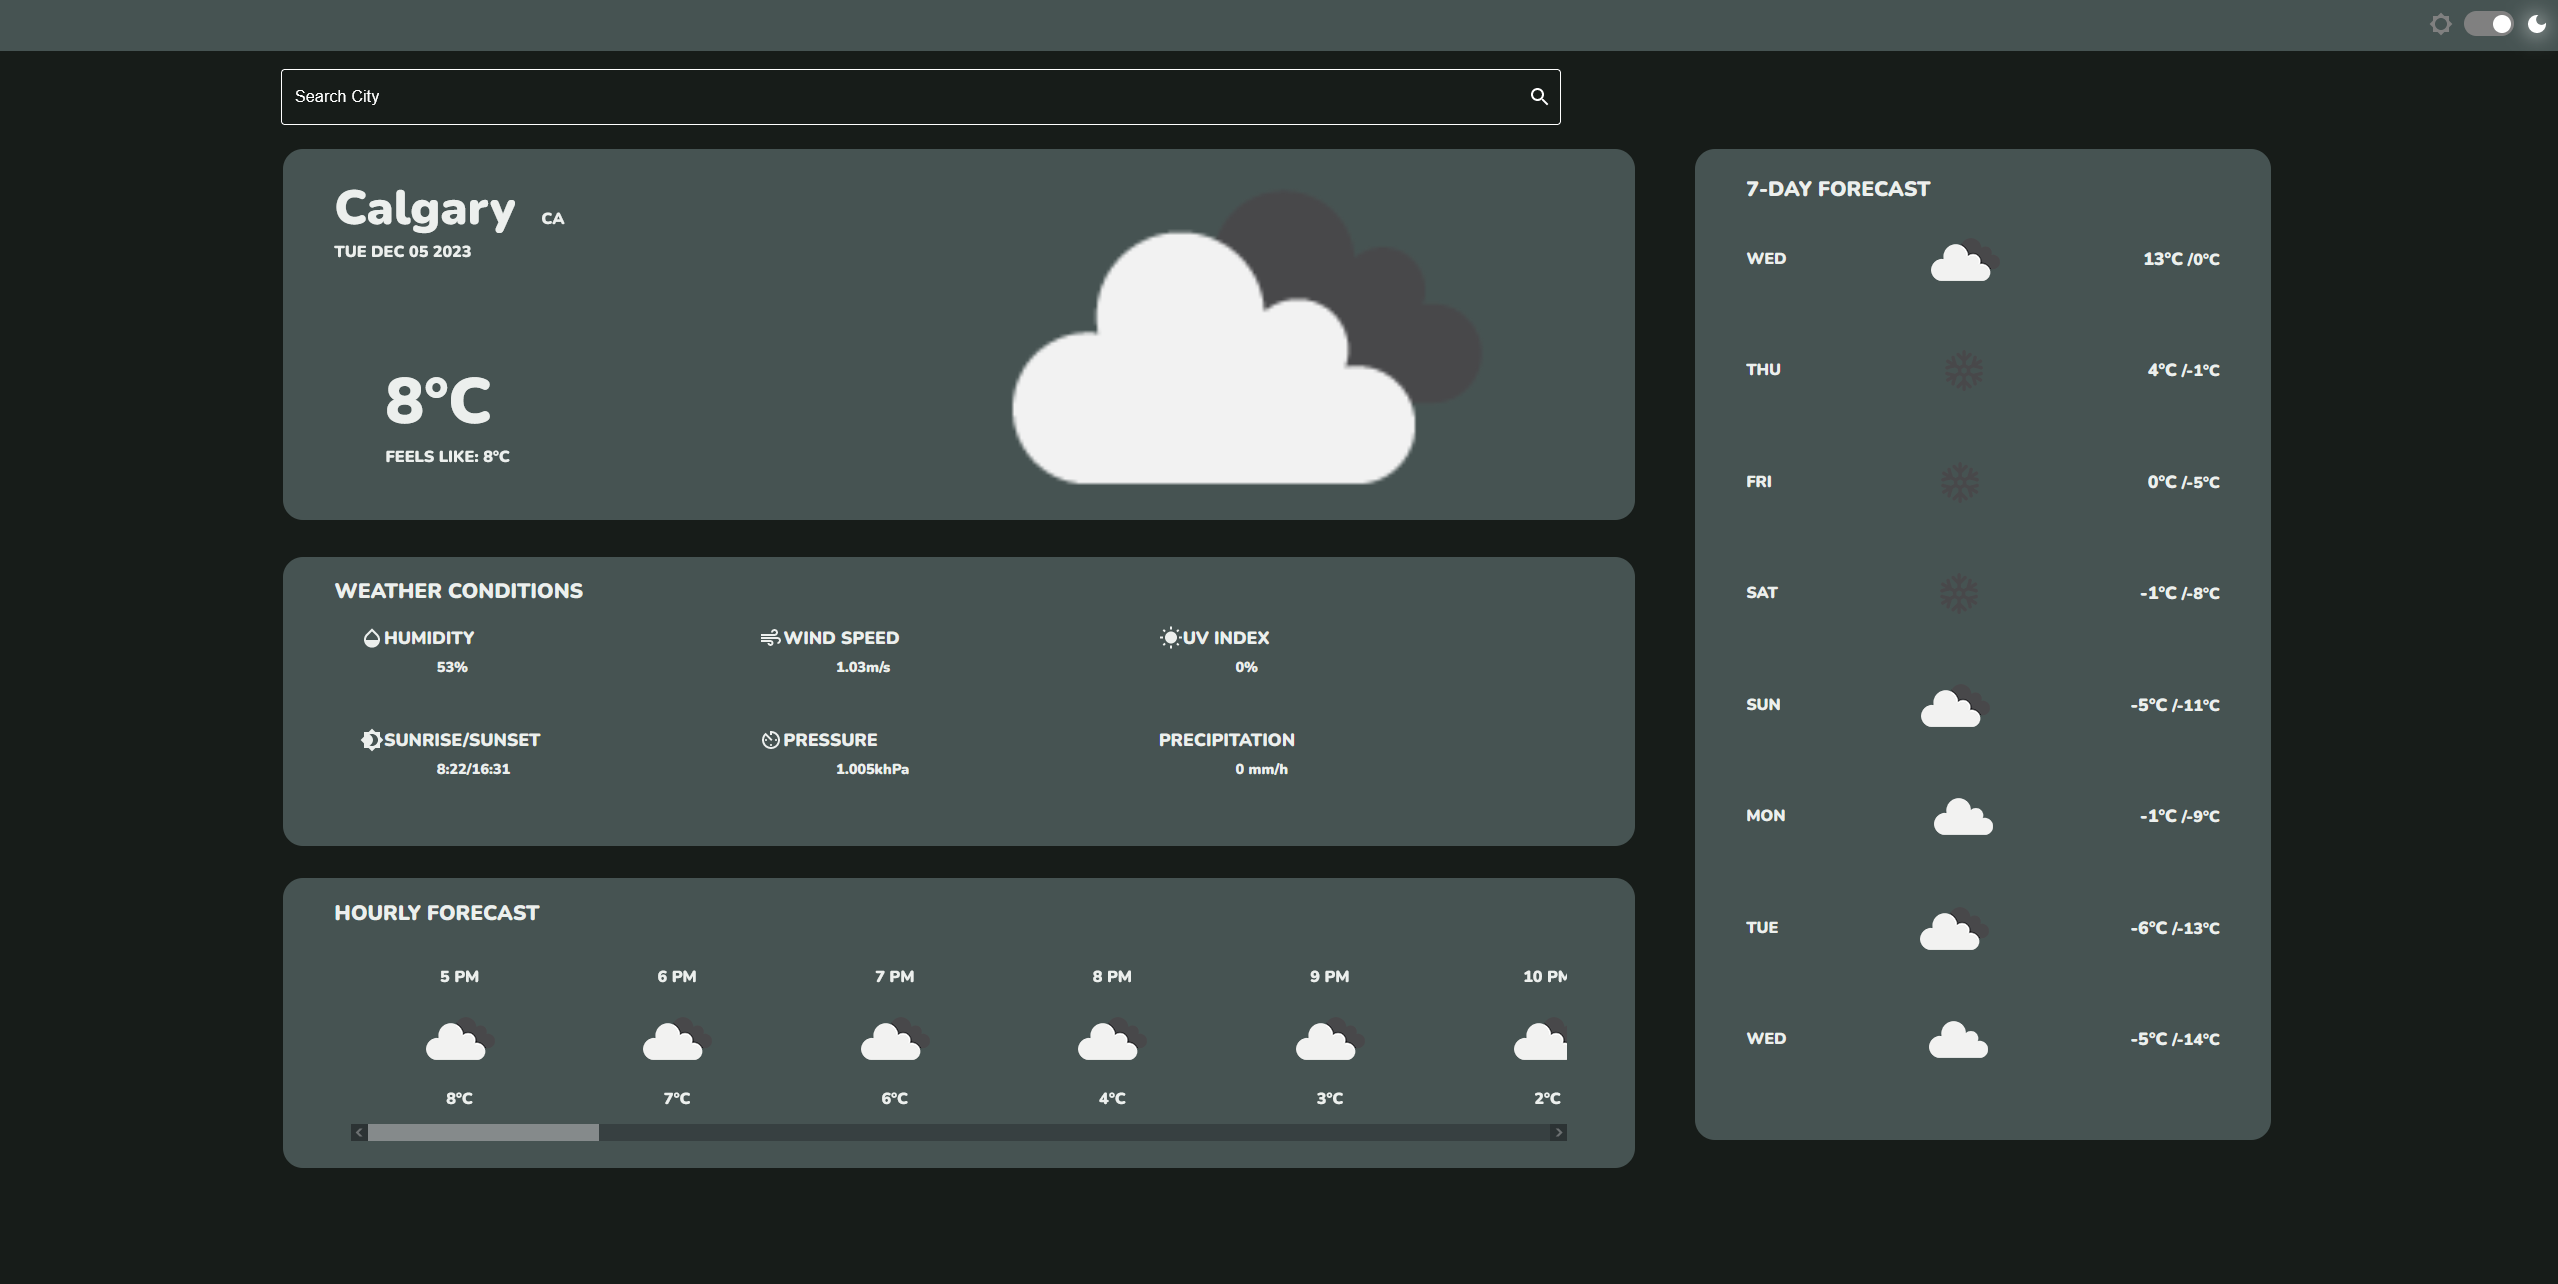 Search City
Calgary CA
TUE DEC 05 2023
8°C
FEELS LIKE: 8°C
WEATHER CONDITIONS
HUMIDITY
53%
WIND SPEED
1.03m/s
UV INDEX
0%
SUNRISE/SUNSET
8:22/16:31
PRESSURE
1.005khPa
PRECIPITATION
0 mm/h
HOURLY FORECAST
5 PM 6 PM 7 PM 8 PM 9 PM 10 PM
8°C 7°C 6°C 4°C 3°C 2°C
7-DAY FORECAST
WED 13°C /0°C
THU 4°C /-1°C
FRI 0°C /-5°C
SAT -1°C /-8°C
SUN -5°C /-11°C
MON -1°C /-9°C
TUE -6°C /-13°C
WED -5°C /-14°C